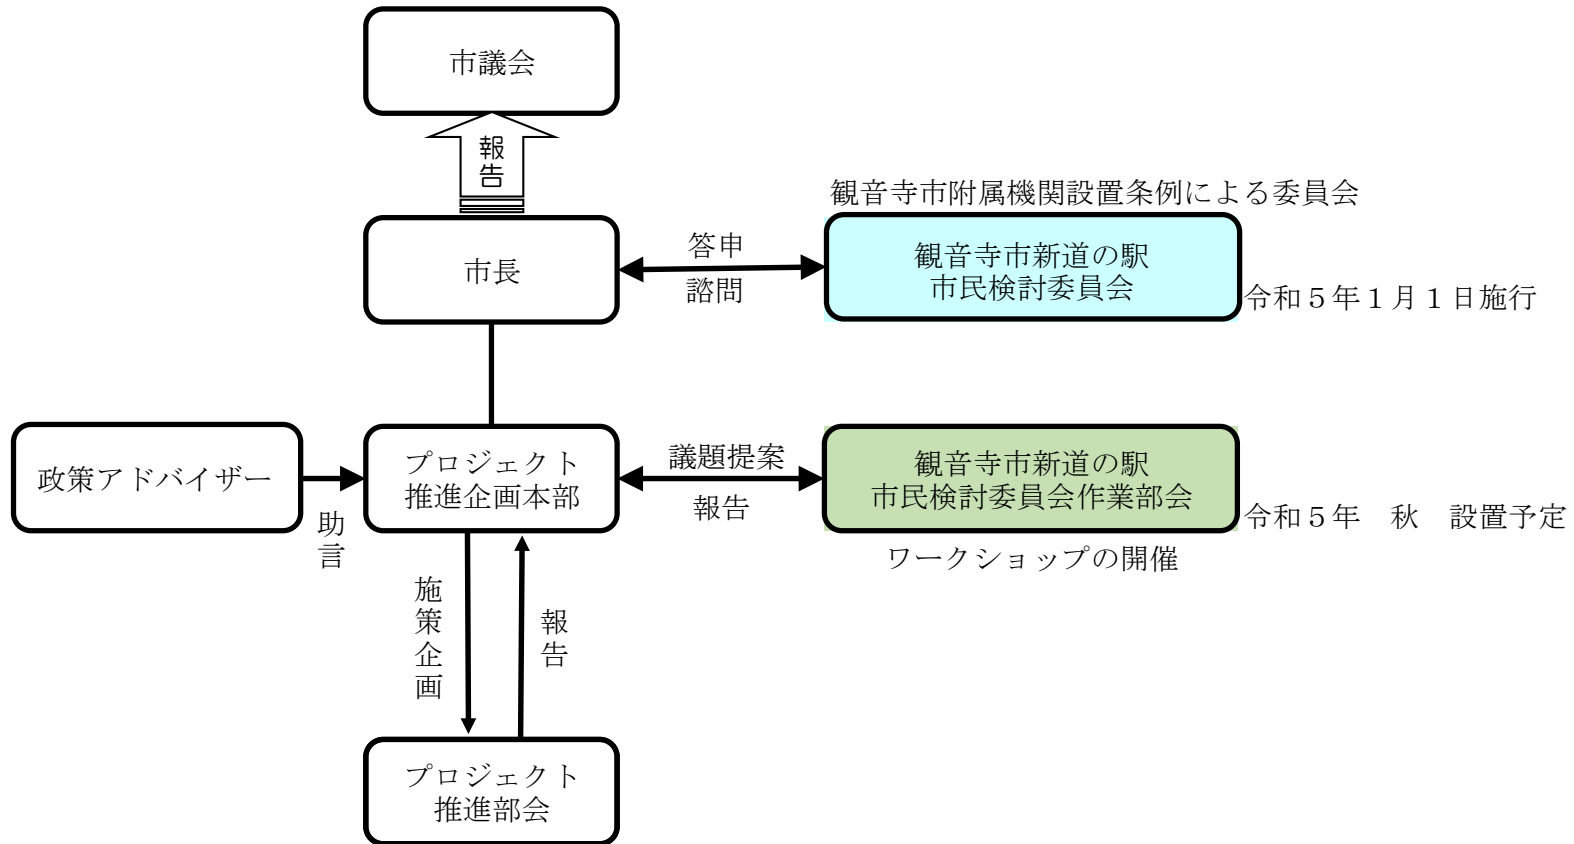 市議会
報告
観音寺市附属機関設置条例による委員会
市長
答申
諮問
観音寺市新道の駅
市民検討委員会
令和５年１月１日施行
政策アドバイザー
助言
プロジェクト
推進企画本部
議題提案
報告
観音寺市新道の駅
市民検討委員会作業部会
令和５年　秋　設置予定
ワークショップの開催
施策企画
報告
プロジェクト
推進部会